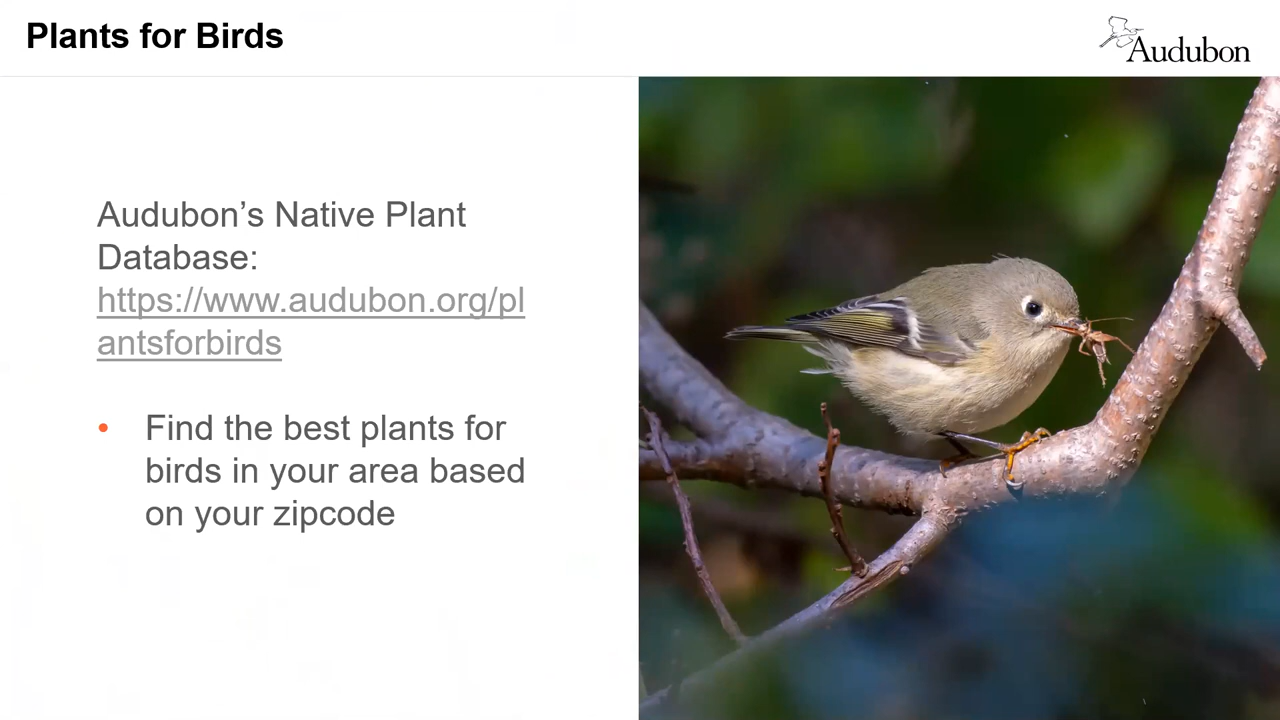 Plants for Birds
Audubon
Audubon’s Native Plant
Database:
https://www.audubon.org/pl
antsforbirds
• Find the best plants for
birds in your area based
on your zipcode